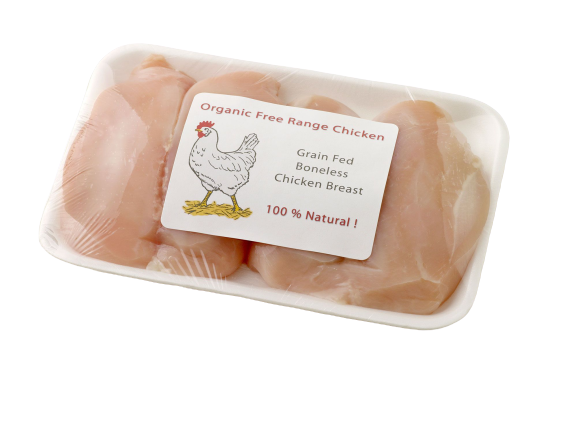 Organic Free Range Chicken
Grain Fed
Boneless
Chicken Breast
100 % Natural !